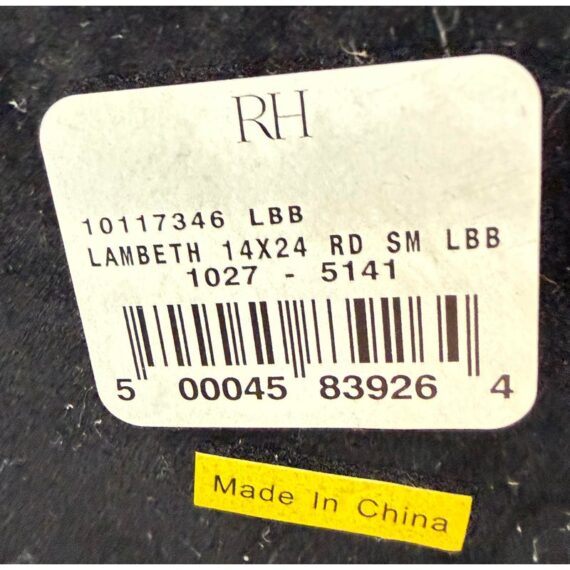 RH
10117346 LBB
LAMBETH 14X24 RD SM LBB
1027 - 5141
5 00045 83926 4
Made In China